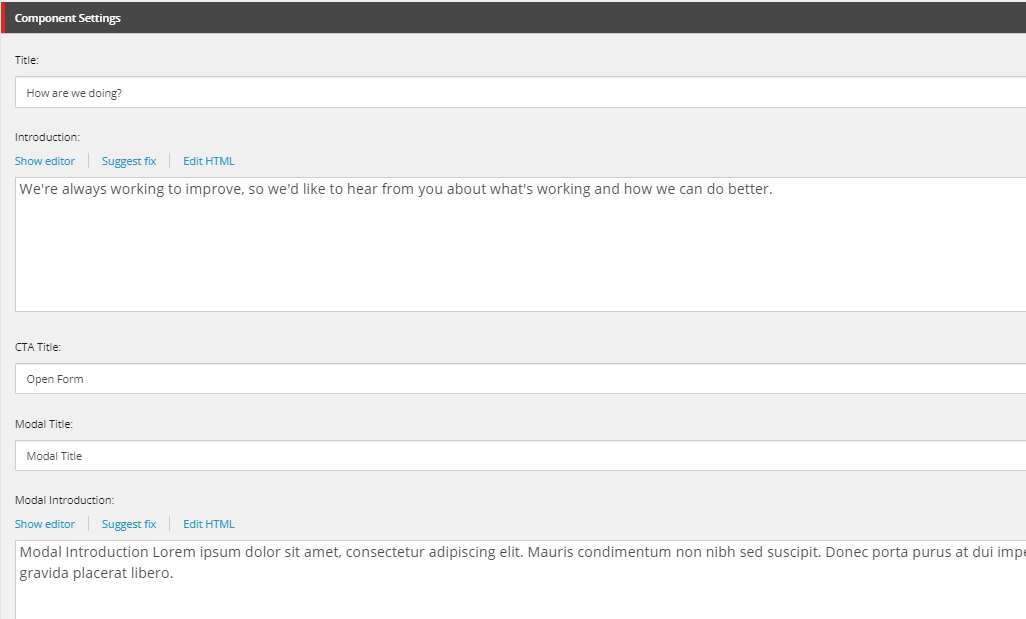 Component Settings
Title:
How are we doing?
Introduction:
Show editor Suggest fix Edit HTML
We're always working to improve, so we'd like to hear from you about what's working and how we can do better.
CTA Title:
Open Form
Modal Title:
Modal Title
Modal Introduction:
Show editor Suggest fix Edit HTML
Modal Introduction Lorem ipsum dolor sit amet, consectetur adipiscing elit. Mauris condimentum non nibh sed suscipit. Donec porta purus at dui
gravida placerat libero.